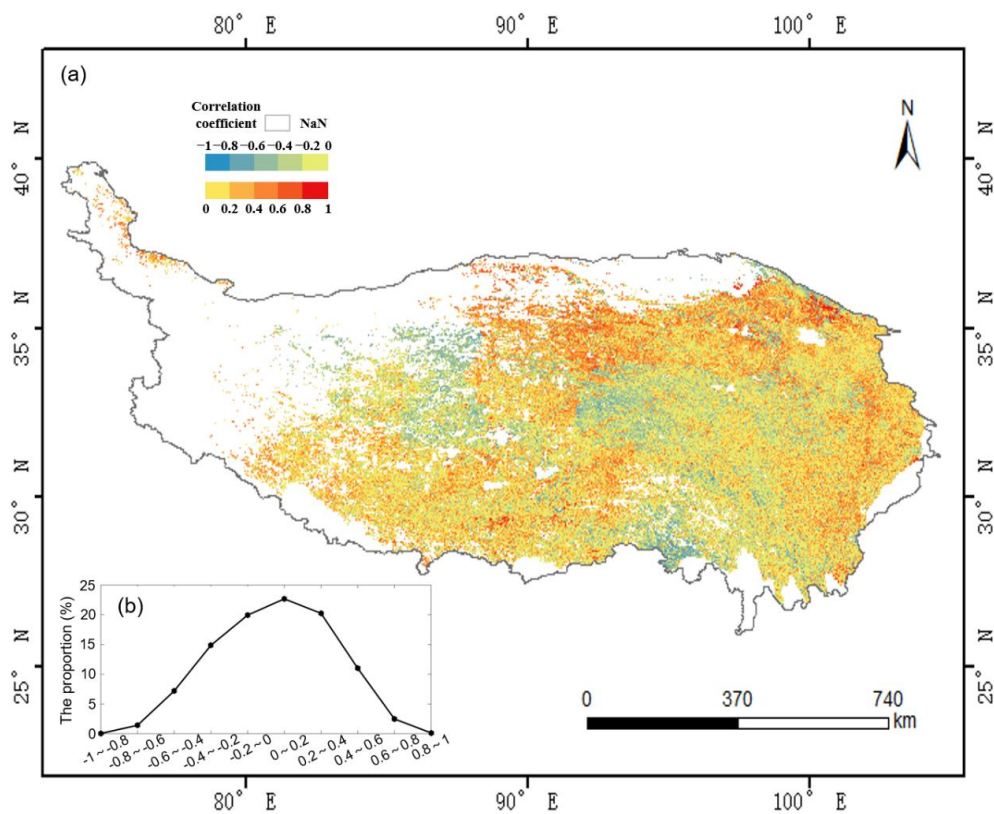 80° E 90° E 100° E
(a)
Correlation
coefficient NaN
−1−0.8 −0.6 −0.4 −0.2 0
0 0.2 0.4 0.6 0.8 1
N
40° N
35° N
30° N
25° N
40° N
35° N
30° N
25° N
(b)
The proportion (%)
25
20
15
10
5
0
-1～-0.8
-0.8～-0.6
-0.6～-0.4
-0.4～-0.2
-0.2～0
0～0.2
0.2～0.4
0.4～0.6
0.6～0.8
0.8～1
0 370 740
km
80° E 90° E 100° E